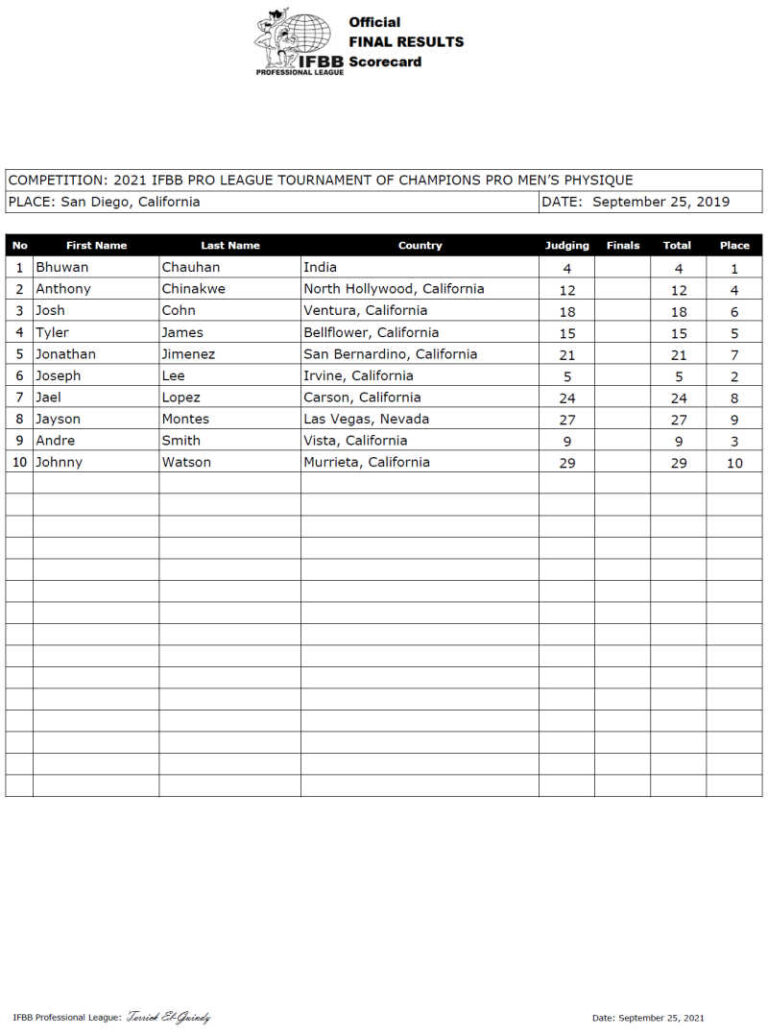 Official
FINAL RESULTS
IFBB Scorecard
PROFESSIONAL LEAGUE
COMPETITION: 2021 IFBB PRO LEAGUE TOURNAMENT OF CHAMPIONS PRO MEN'S PHYSIQUE
PLACE: San Diego, California DATE: September 25, 2019
No First Name Last Name Country Judging Finals Total Place
1 Bhuwan Chauhan India 4 4 1
2 Anthony Chinakwe North Hollywood, California 12 12 4
3 Josh Cohn Ventura, California 18 18 6
4 Tyler James Bellflower, California 15 15 5
5 Jonathan Jimenez San Bernardino, California 21 21 7
6 Joseph Lee Irvine, California 5 5 2
7 Jael Lopez Carson, California 24 24 8
8 Jayson Montes Las Vegas, Nevada 27 27 9
9 Andre Smith Vista, California 9 9 3
10 Johnny Watson Murrieta, California 29 29 10
IFBB Professional League: Tarrick El-Guindy Date: September 25, 2021